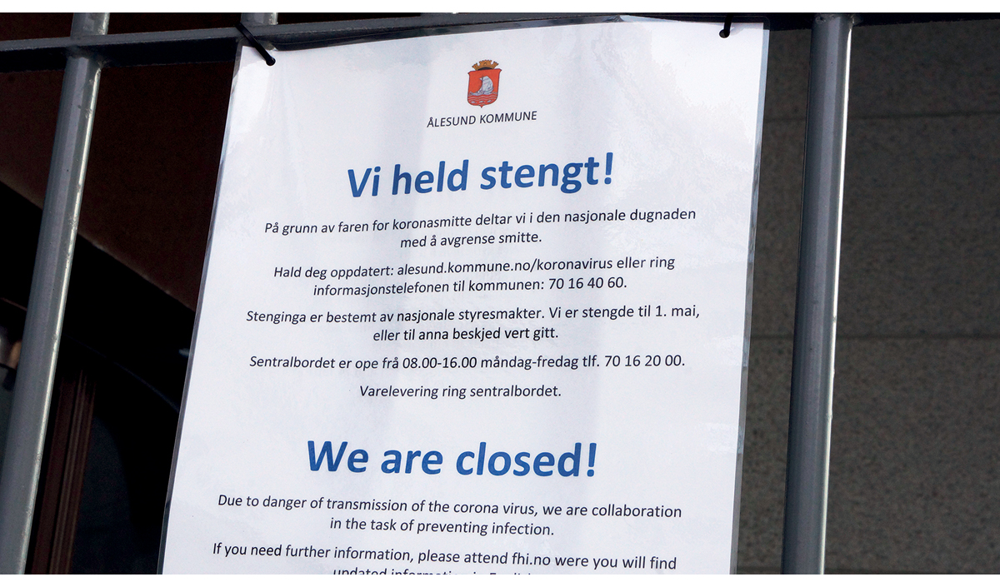 ÅLESUND KOMMUNE
Vi held stengt!
På grunn av faren for koronasmitte deltar vi i den nasjonale dugnaden
med å avgrense smitte.
Hald deg oppdatert: alesund.kommune.no/koronavirus eller ring
informasjonstelefonen til kommunen: 70 16 40 60.
Stenginga er bestemt av nasjonale styresmakter. Vi er stengde til 1. mai,
eller til anna beskjed vert gitt.
Sentralbordet er ope frå 08.00-16.00 måndag-fredag tlf. 70 16 20 00.
Varelevering ring sentralbordet.
We are closed!
Due to danger of transmission of the corona virus, we are collaboration
in the task of preventing infection.
If you need further information, please attend fhi.no were you will find
updated information in